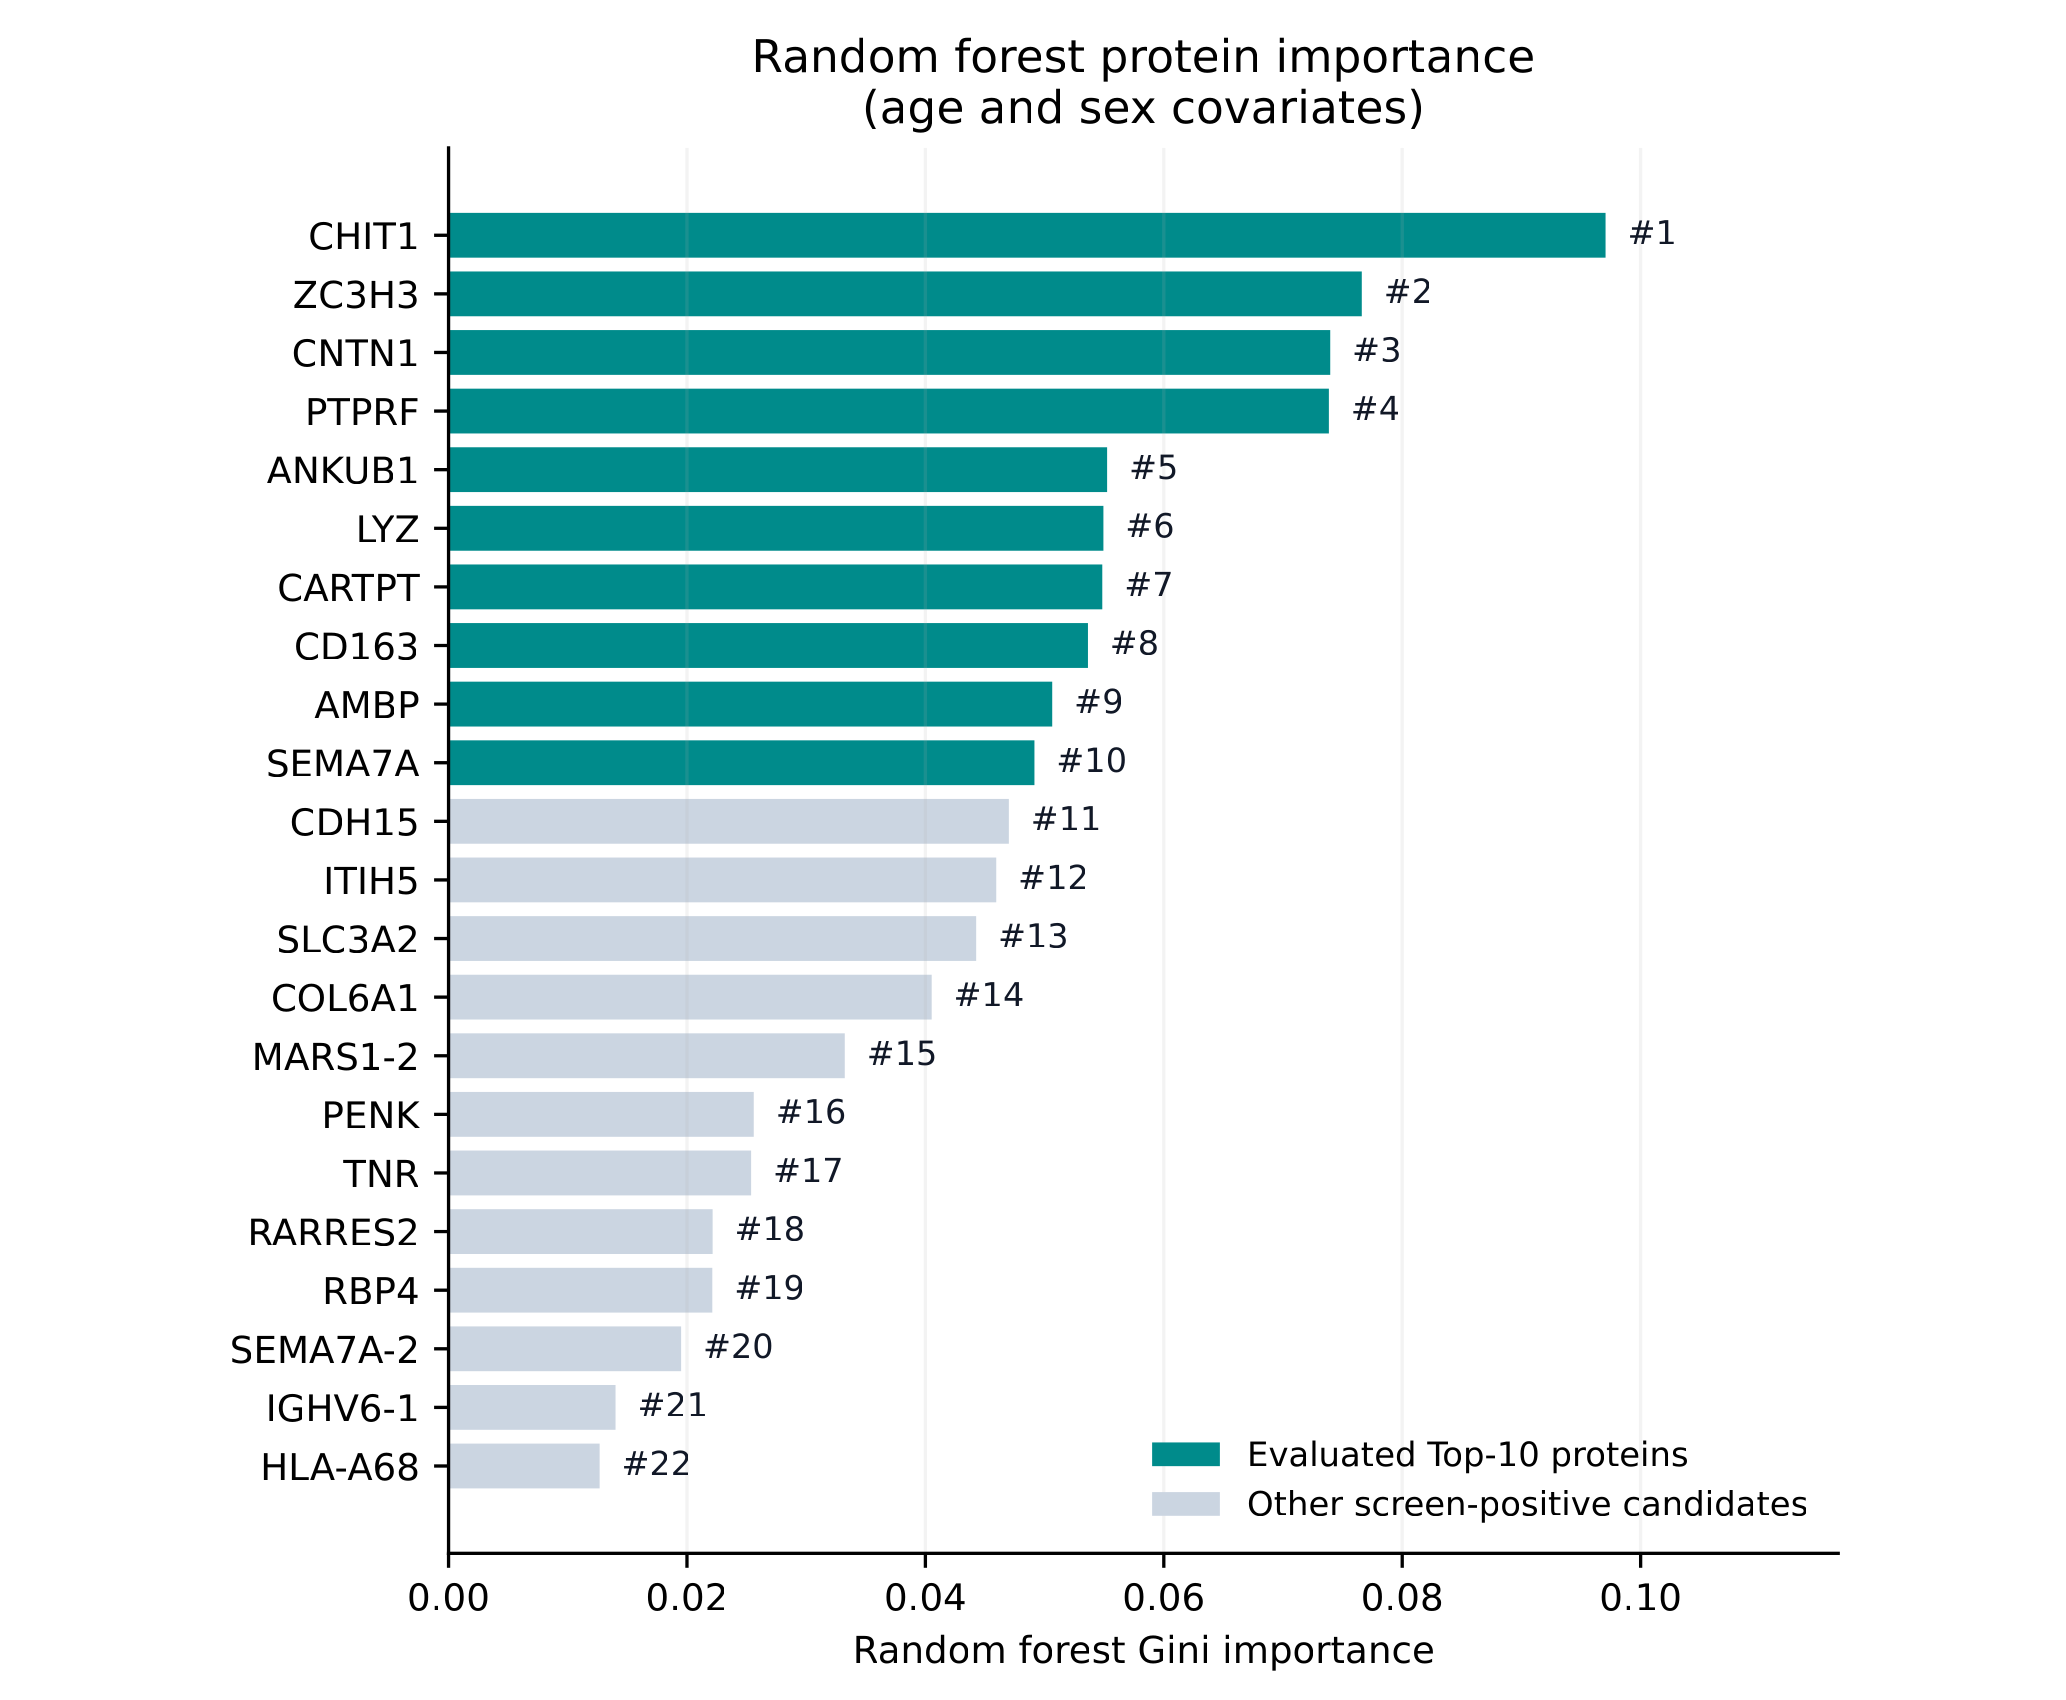 Random forest protein importance
(age and sex covariates)
CHIT1 #1
ZC3H3 #2
CNTN1 #3
PTPRF #4
ANKUB1 #5
LYZ #6
CARTPT #7
CD163 #8
AMBP #9
SEMA7A #10
CDH15 #11
ITIH5 #12
SLC3A2 #13
COL6A1 #14
MARS1-2 #15
PENK #16
TNR #17
RARRES2 #18
RBP4 #19
SEMA7A-2 #20
IGHV6-1 #21
HLA-A68 #22
Evaluated Top-10 proteins
Other screen-positive candidates
0.00 0.02 0.04 0.06 0.08 0.10
Random forest Gini importance